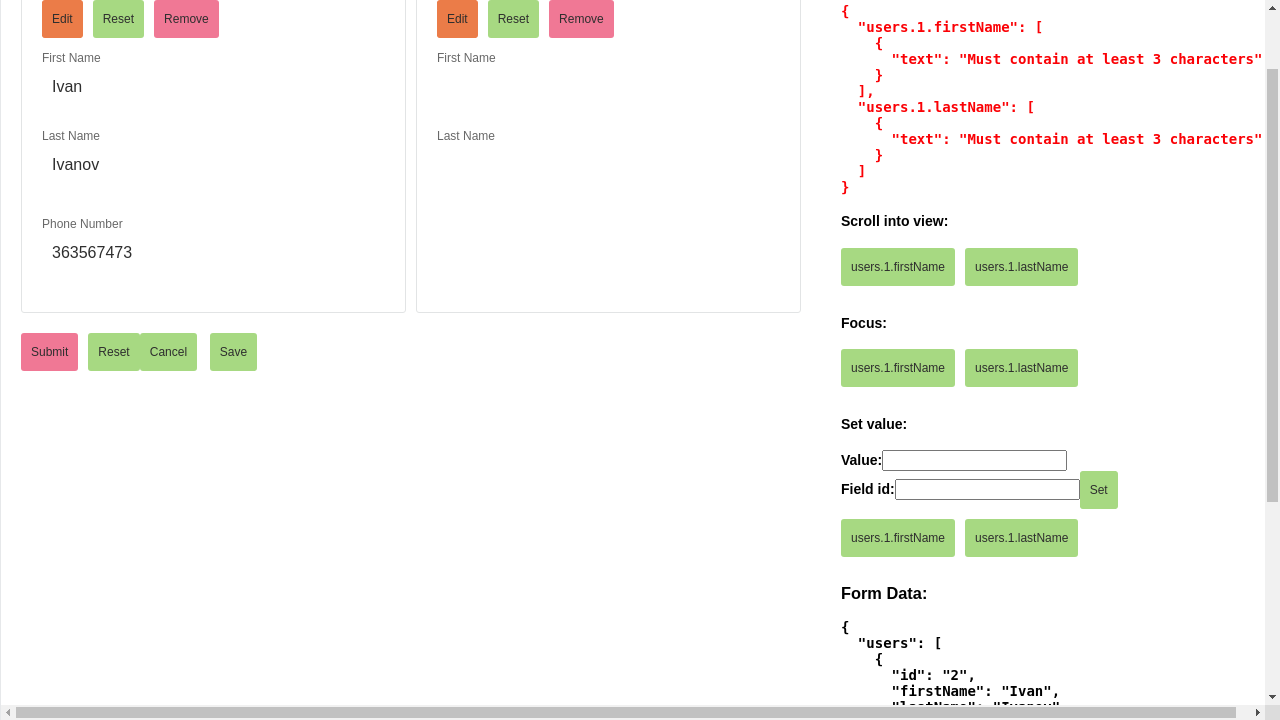 Edit Reset Remove
First Name
Ivan
Last Name
Ivanov
Phone Number
363567473
Edit Reset Remove
First Name
Last Name
Submit Reset Cancel Save
{
"users.1.firstName": [
{
"text": "Must contain at least 3 characters"
}
],
"users.1.lastName": [
{
"text": "Must contain at least 3 characters"
}
]
}
Scroll into view:
users.1.firstName users.1.lastName
Focus:
users.1.firstName users.1.lastName
Set value:
Value:
Field id: Set
users.1.firstName users.1.lastName
Form Data:
{
"users": [
{
"id": "2",
"firstName": "Ivan",
"lastName": "Ivanov"